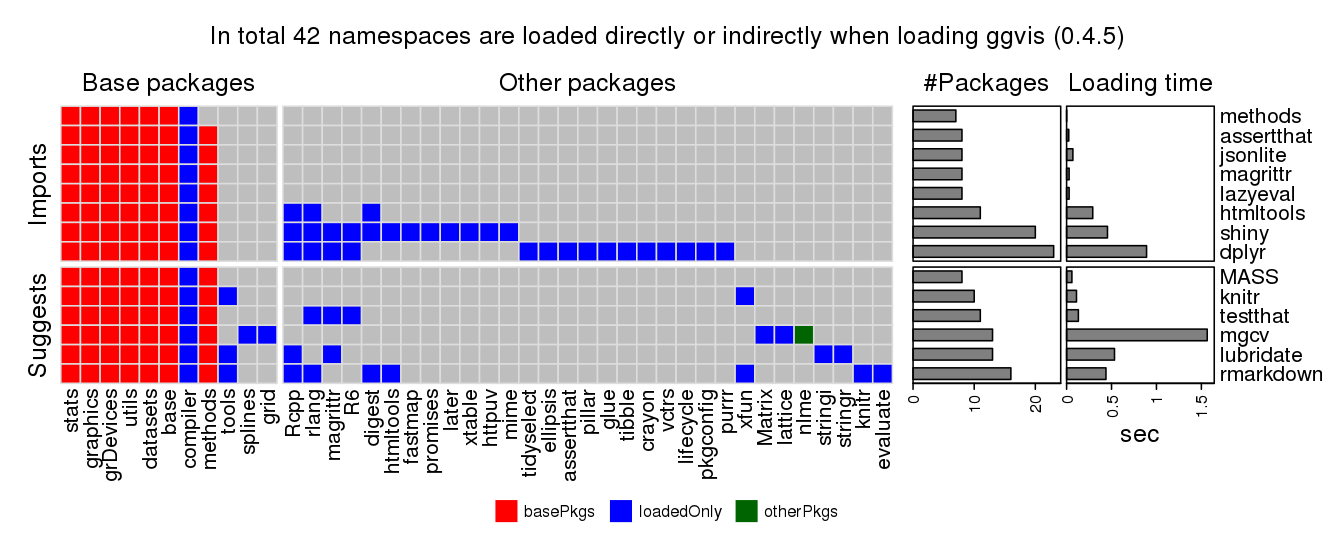 In total 42 namespaces are loaded directly or indirectly when loading ggvis (0.4.5)
Base packages
Other packages
#Packages
Loading time
Imports
methods
assertthat
jsonlite
magrittr
lazyeval
htmltools
shiny
dplyr
Suggests
MASS
knitr
testthat
mgcv
lubridate
rmarkdown
stats
graphics
grDevices
utils
datasets
base
compiler
methods
tools
splines
grid
Rcpp
rlang
magrittr
R6
digest
htmltools
fastmap
promises
later
xtable
httpuv
mime
tidyselect
ellipsis
assertthat
pillar
glue
tibble
crayon
vctrs
lifecycle
pkgconfig
purrr
xfun
Matrix
lattice
nlme
stringi
stringr
knitr
evaluate
0
10
20
0
0.5
1
1.5
sec
basePkgs
loadedOnly
otherPkgs